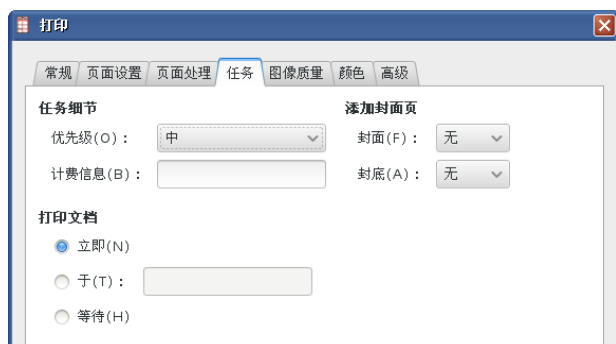 打印
常规 页面设置 页面处理 任务 图像质量 颜色 高级
任务细节 添加封面页
优先级(O)： 中 封面(F)： 无
计费信息(B)： 封底(A)： 无
打印文档
立即(N)
于(T)：
等待(H)